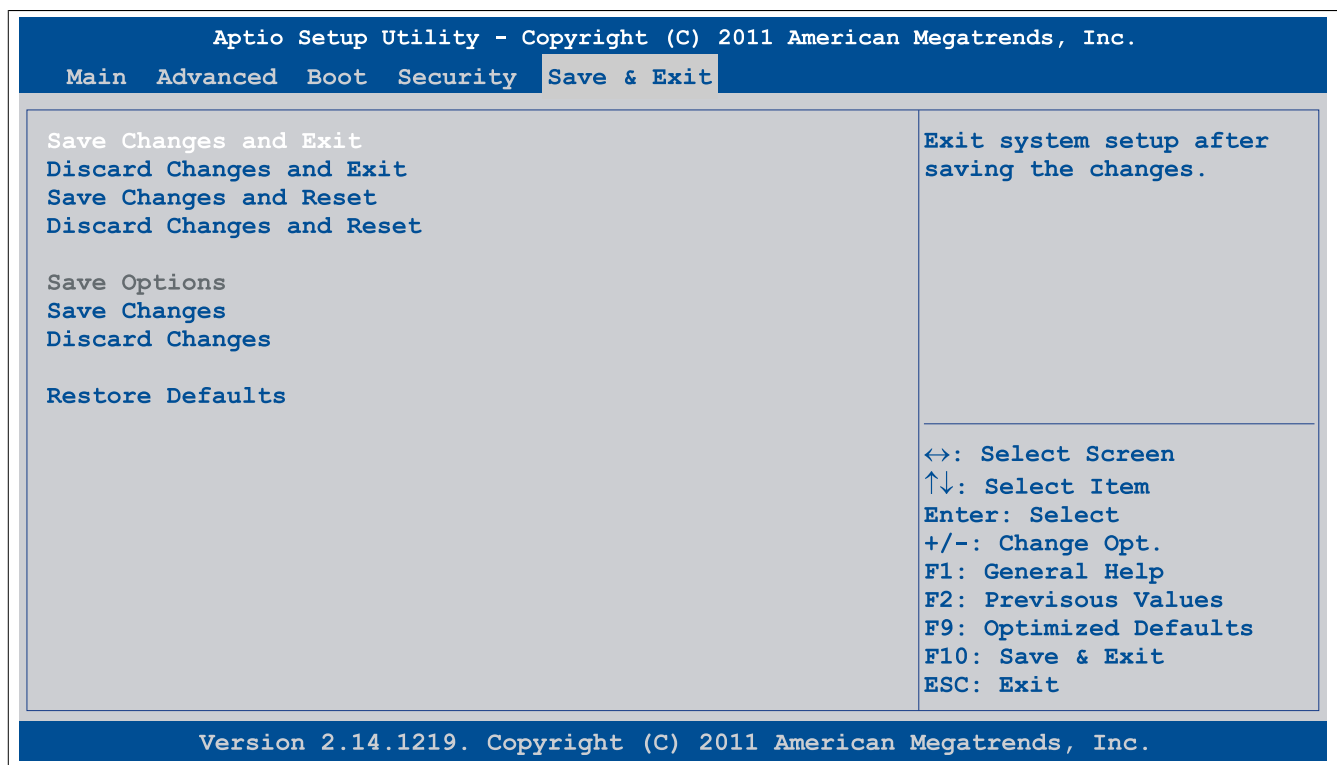 Aptio Setup Utility - Copyright (C) 2011 American Megatrends, Inc.
Main Advanced Boot Security Save & Exit
Save Changes and Exit
Discard Changes and Exit
Save Changes and Reset
Discard Changes and Reset
Save Options
Save Changes
Discard Changes
Restore Defaults
Exit system setup after
saving the changes.
↔: Select Screen
↑↓: Select Item
Enter: Select
+/-: Change Opt.
F1: General Help
F2: Previsous Values
F9: Optimized Defaults
F10: Save & Exit
ESC: Exit
Version 2.14.1219. Copyright (C) 2011 American Megatrends, Inc.